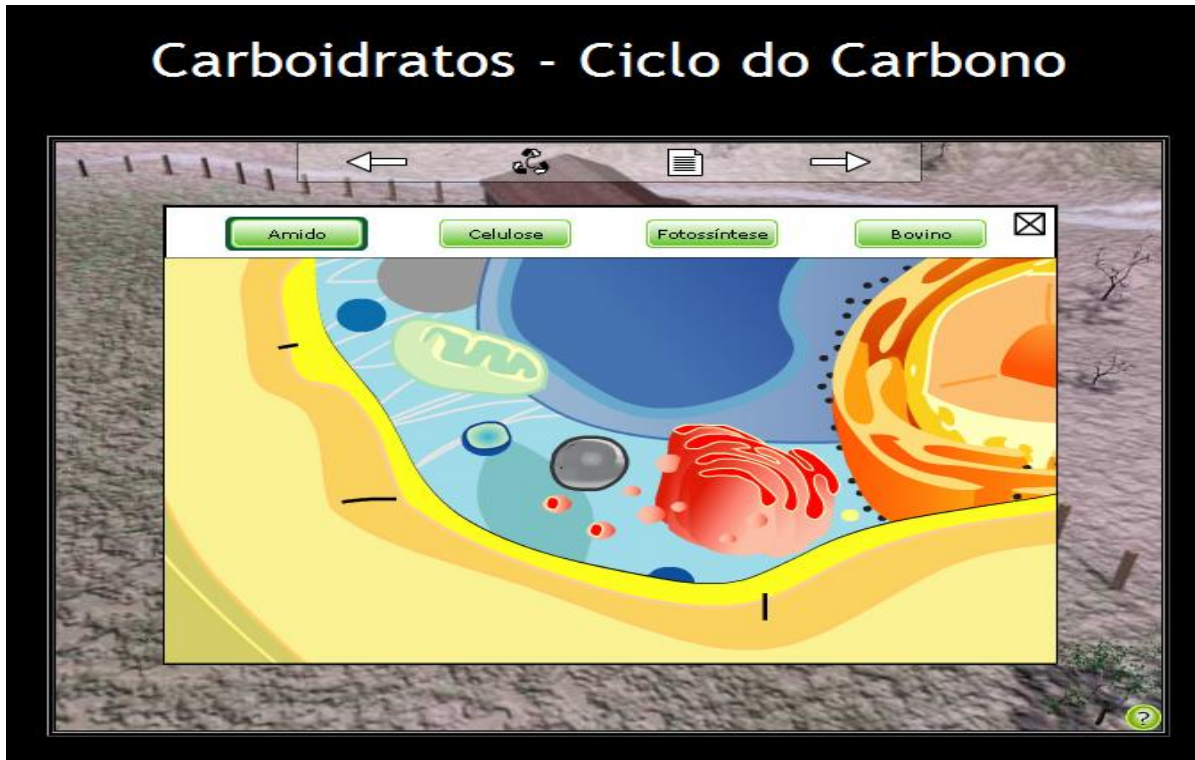 Carboidratos - Ciclo do Carbono
Amido
Celulose
Fotossíntese
Bovino
?